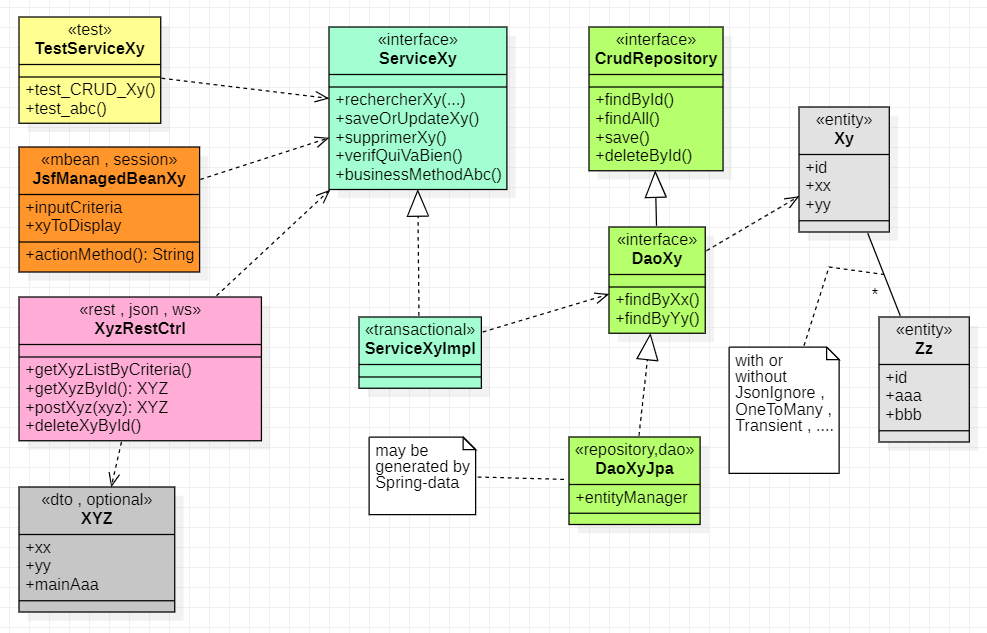 «test»
TestServiceXy
+test_CRUD_Xy()
+test_abc()
«mbean , session»
JsfManagedBeanXy
+inputCriteria
+xyToDisplay
+actionMethod(): String
«rest , json , ws»
XyzRestCtrl
+getXyzListByCriteria()
+getXyzById(): XYZ
+postXyz(xyz): XYZ
+deleteXyById()
«dto , optional»
XYZ
+xx
+yy
+mainAaa
«interface»
ServiceXy
+rechercherXy(...)
+saveOrUpdateXy()
+supprimerXy()
+verifQuiVaBien()
+businessMethodAbc()
«transactional»
ServiceXyImpl
may be
generated by
Spring-data
«interface»
CrudRepository
+findById()
+findAll()
+save()
+deleteById()
«interface»
DaoXy
+findByXx()
+findByYy()
«repository,dao»
DaoXyJpa
+entityManager
«entity»
Xy
+id
+xx
+yy
*
with or
without
JsonIgnore ,
OneToMany ,
Transient , ....
«entity»
Zz
+id
+aaa
+bbb